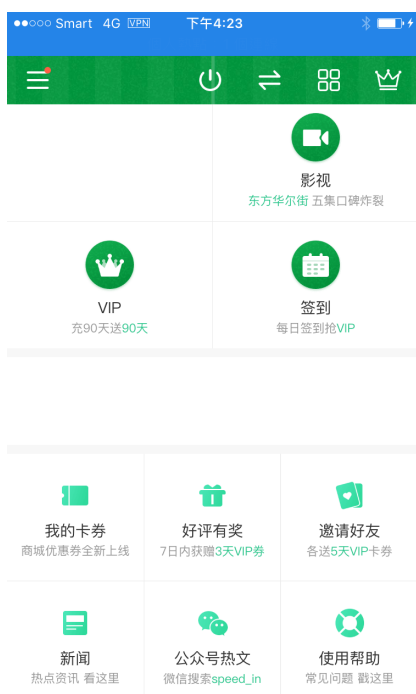 Smart 4G VPN 下午4:23
影视
东方华尔街 五集口碑炸裂
VIP
充90天送90天
签到
每日签到抢VIP
我的卡券
商城优惠券全新上线
好评有奖
7日内获赠3天VIP券
邀请好友
各送5天VIP卡券
新闻
热点资讯 看这里
公众号热文
微信搜索speed_in
使用帮助
常见问题 戳这里